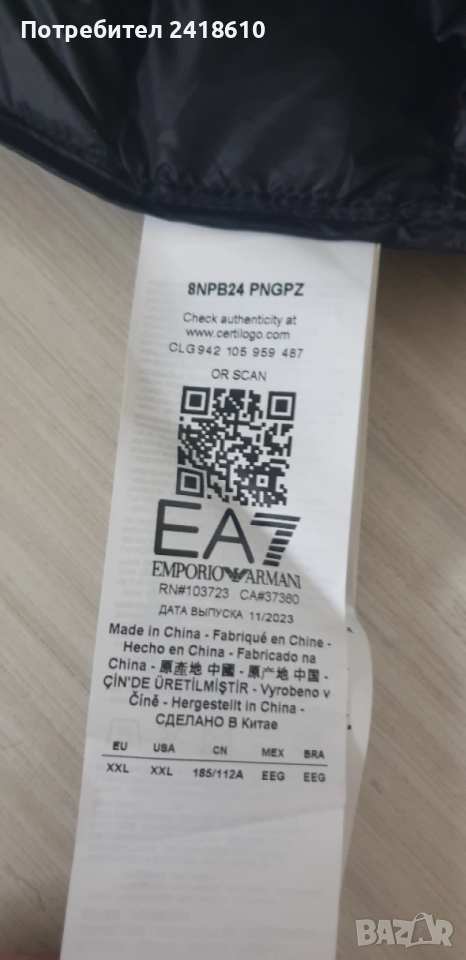 Потребител 2418610
8NPB24 PNGPZ
Check authenticity at
www.certilogo.com
CLG 942 105 959 487
OR SCAN
EA7
EMPORIO ARMANI
RN#103723 CA#37360
ДАТА ВЫПУСКА 11/2023
Made in China - Fabriqué en Chine -
Hecho en China - Fabricado na
China - 原產地 中國 - 原产地 中国 -
ÇİN'DE ÜRETİLMİŞTİR - Vyrobeno v
Číně - Hergestellt in China -
СДЕЛАНО В Китае
EU USA CN MEX BRA
XXL XXL 185/112A EEG EEG
BAZAR